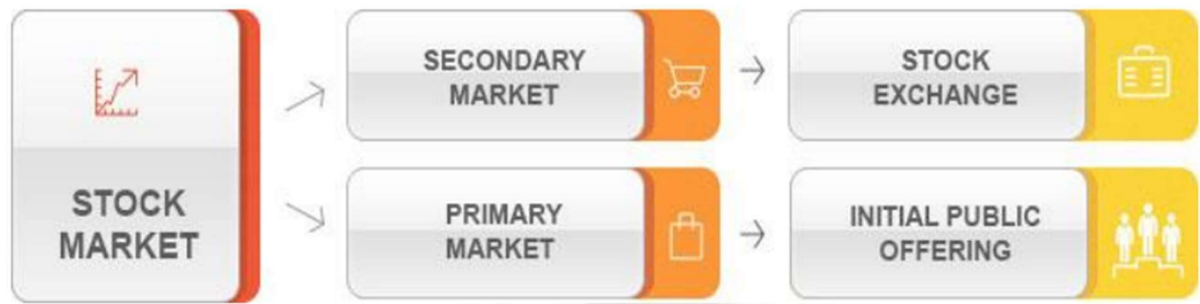 STOCK
MARKET
SECONDARY
MARKET
STOCK
EXCHANGE
PRIMARY
MARKET
INITIAL PUBLIC
OFFERING